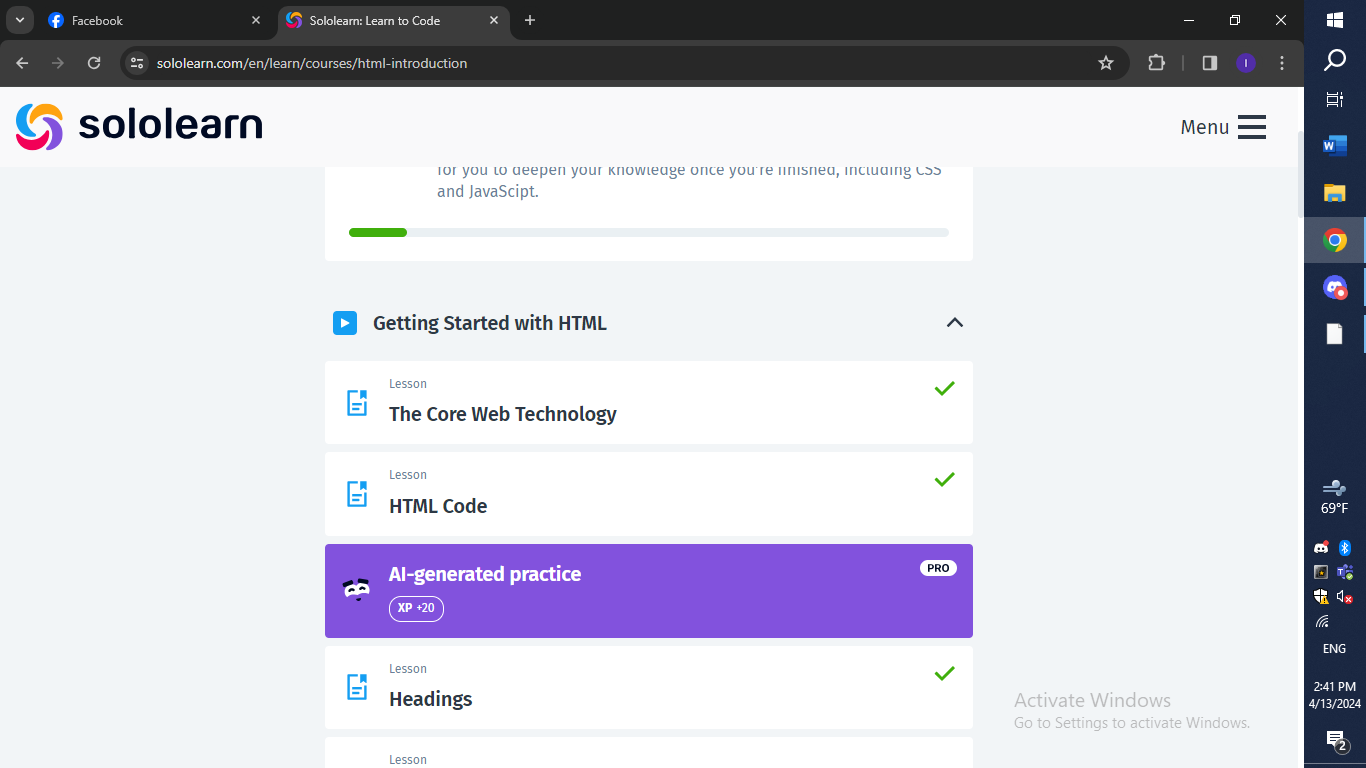 Facebook
Sololearn: Learn to Code
sololearn.com/en/learn/courses/html-introduction
I
sololearn
Menu
for you to deepen your knowledge once you're finished, including CSS
and JavaScipt.
Getting Started with HTML
Lesson
The Core Web Technology
Lesson
HTML Code
AI-generated practice
PRO
XP +20
Lesson
Headings
Lesson
Activate Windows
Go to Settings to activate Windows.
W
69°F
ENG
2:41 PM
4/13/2024
2